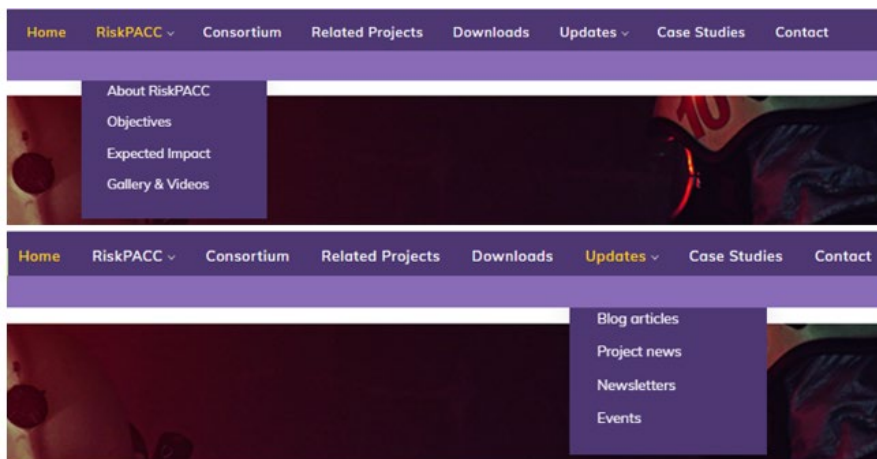 Home RiskPACC Consortium Related Projects Downloads Updates Case Studies Contact
About RiskPACC
Objectives
Expected Impact
Gallery & Videos
10
Home RiskPACC Consortium Related Projects Downloads Updates Case Studies Contact
Blog articles
Project news
Newsletters
Events